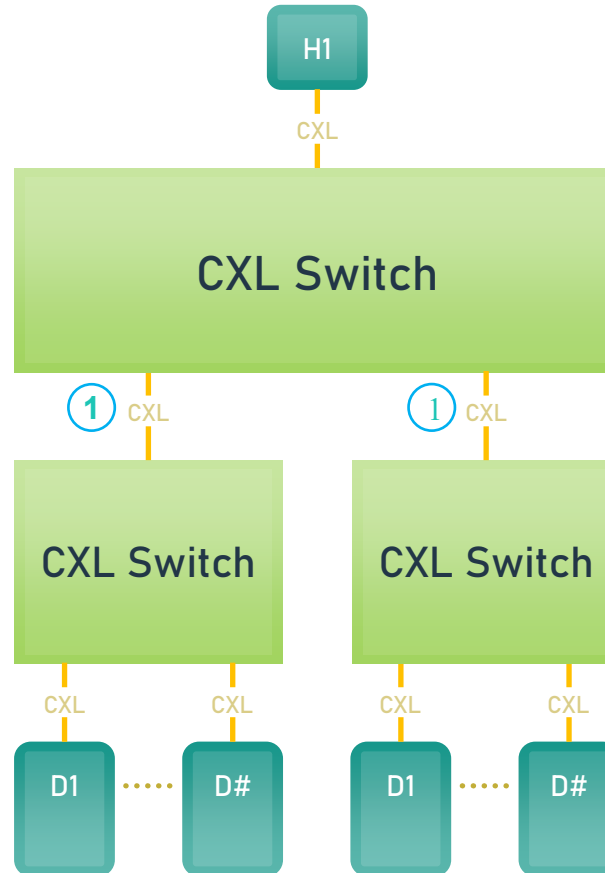 H1
CXL
CXL Switch
1 CXL 1 CXL
CXL Switch CXL Switch
CXL CXL CXL CXL
D1 D# D1 D#